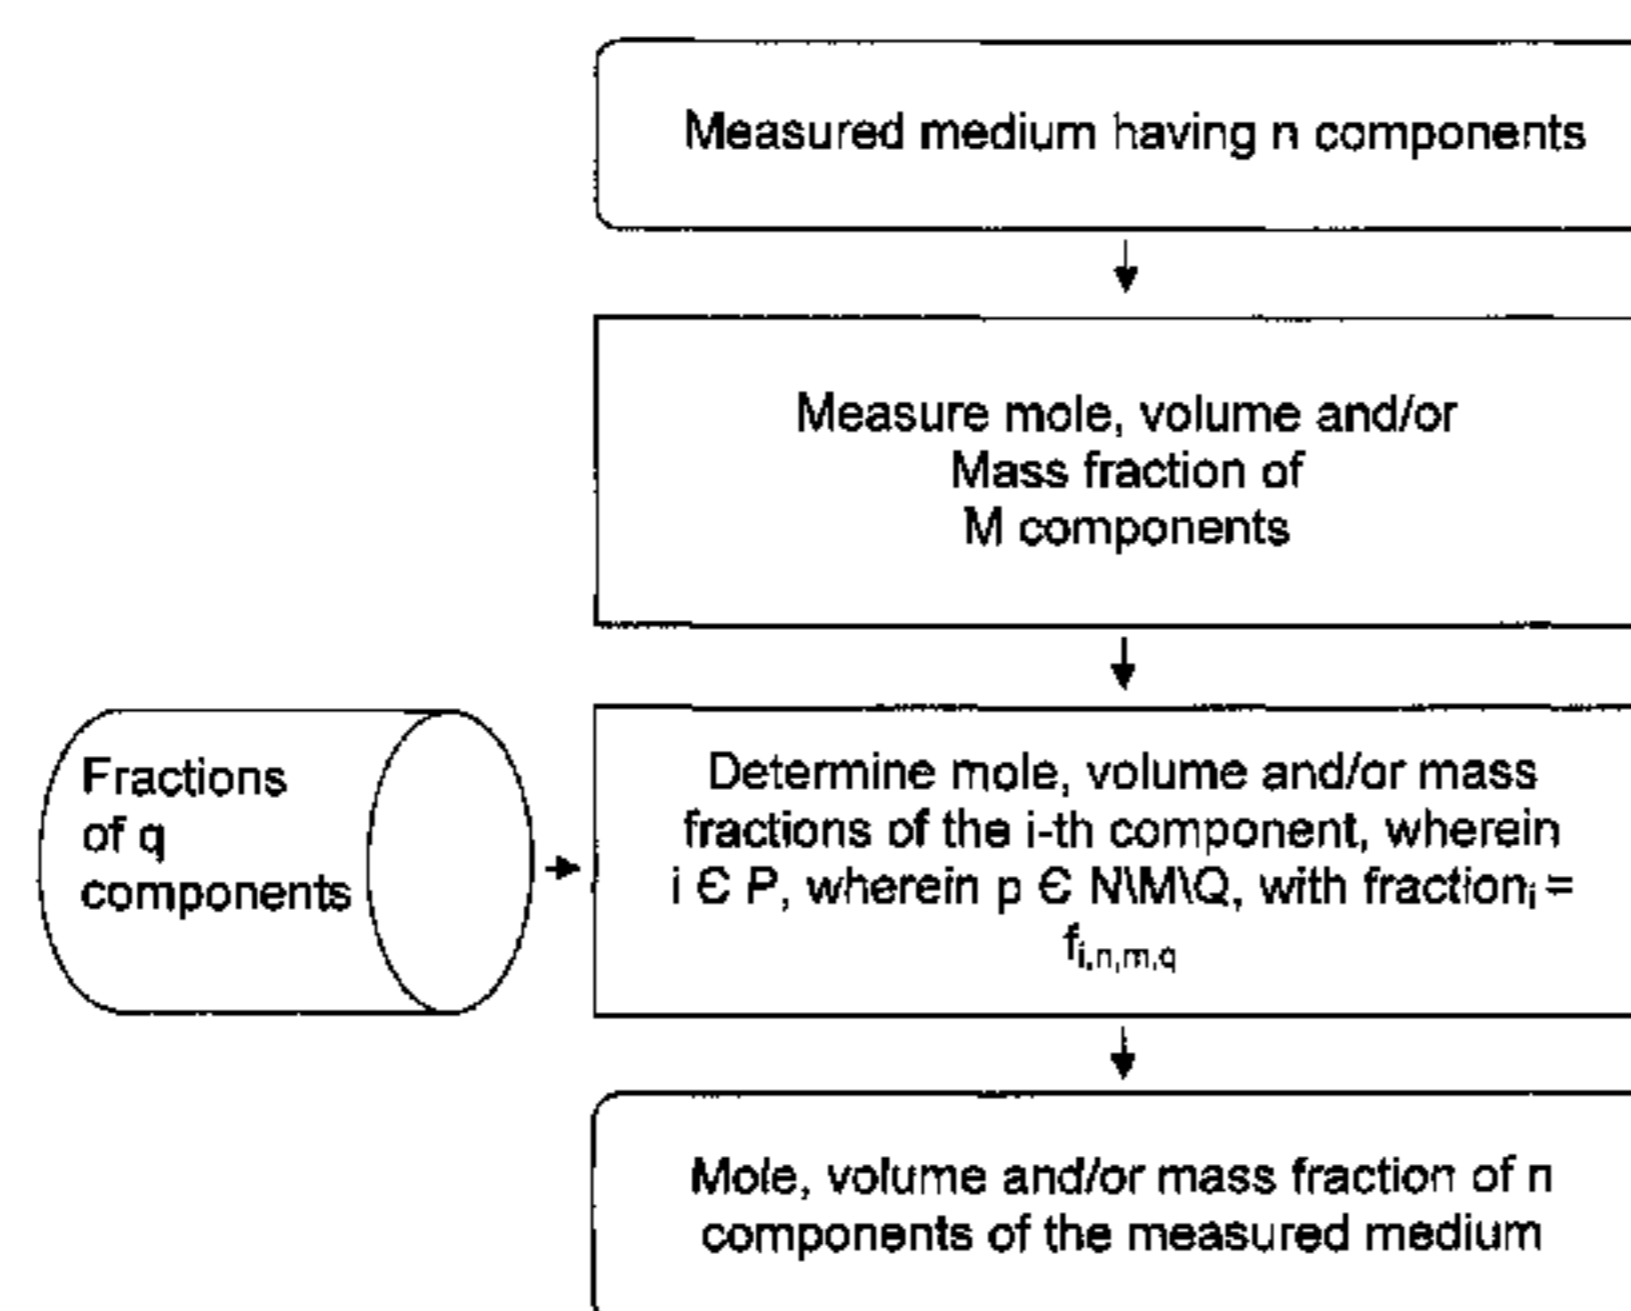 Measured medium having n components
Measure mole, volume and/or
Mass fraction of
M components
Fractions
of q
components
Determine mole, volume and/or mass
fractions of the i-th component, wherein
i Є P, wherein p Є N\M\Q, with fractionᵢ =
f_{i,n,m,q}
Mole, volume and/or mass fraction of n
components of the measured medium